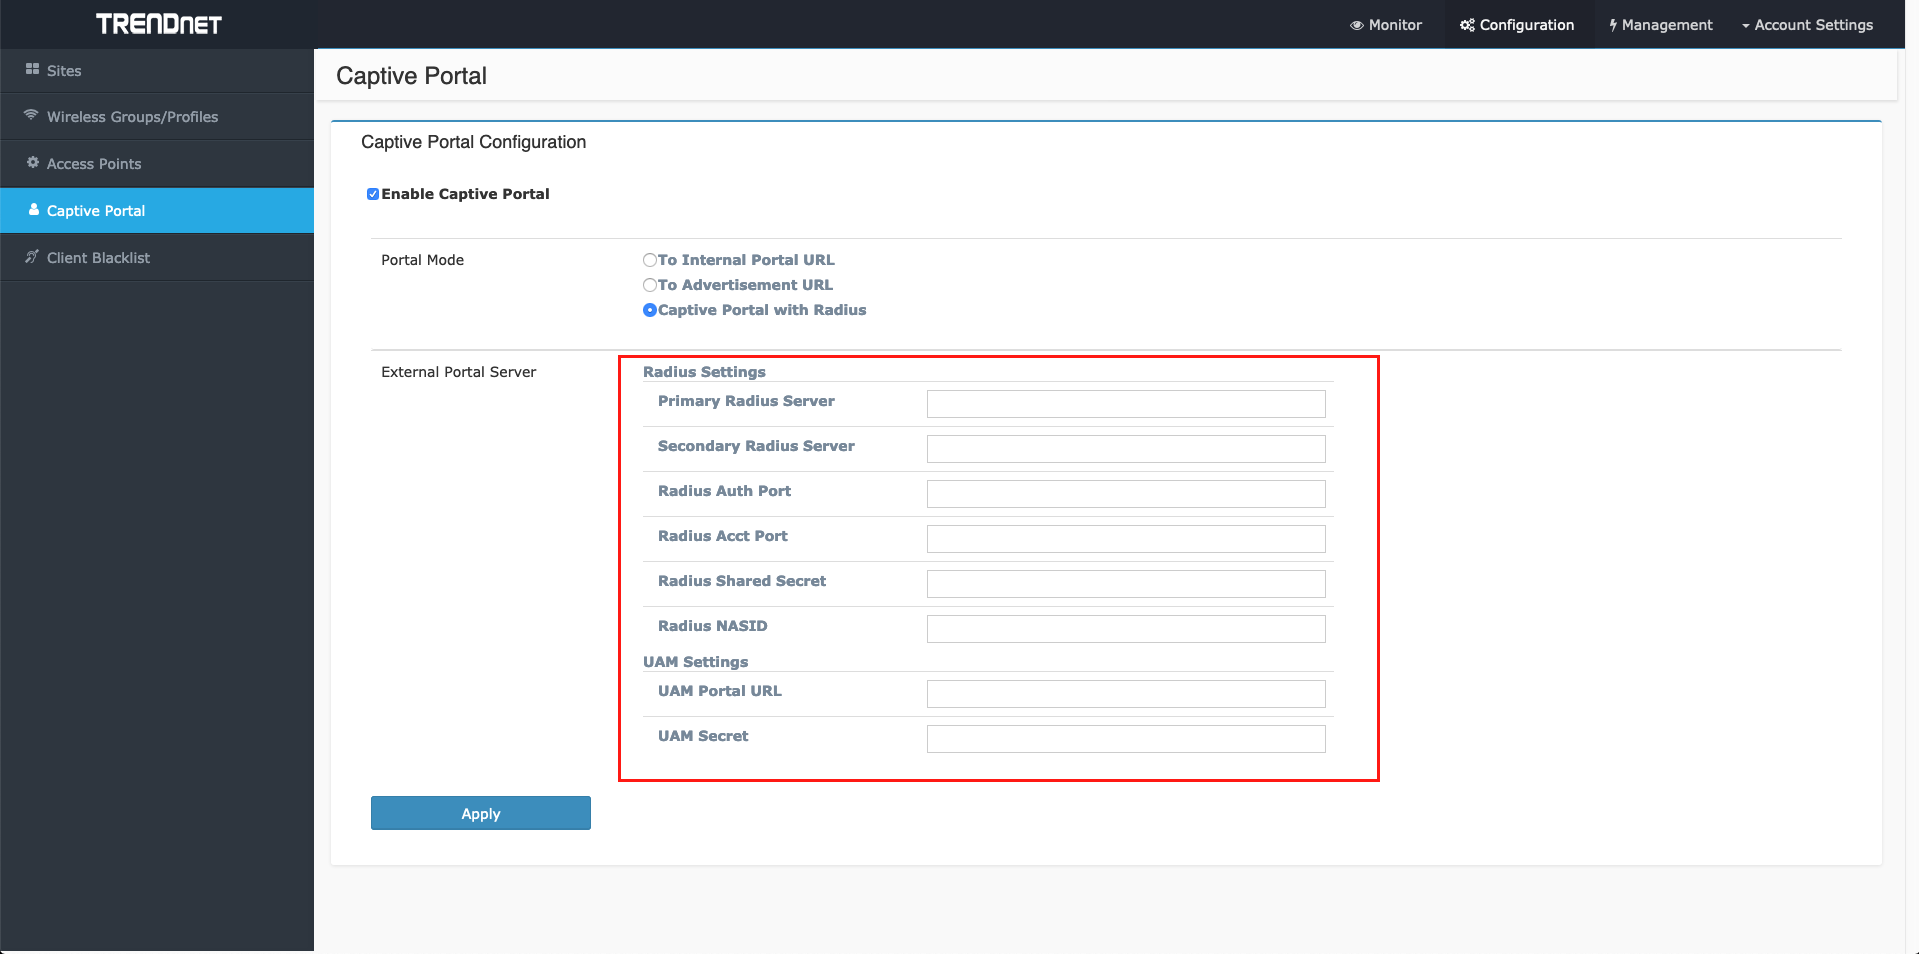 TRENDNET
Monitor
Configuration
Management
Account Settings
Sites
Wireless Groups/Profiles
Access Points
Captive Portal
Client Blacklist
Captive Portal
Captive Portal Configuration
Enable Captive Portal
Portal Mode
To Internal Portal URL
To Advertisement URL
Captive Portal with Radius
External Portal Server
Radius Settings
Primary Radius Server
Secondary Radius Server
Radius Auth Port
Radius Acct Port
Radius Shared Secret
Radius NASID
UAM Settings
UAM Portal URL
UAM Secret
Apply